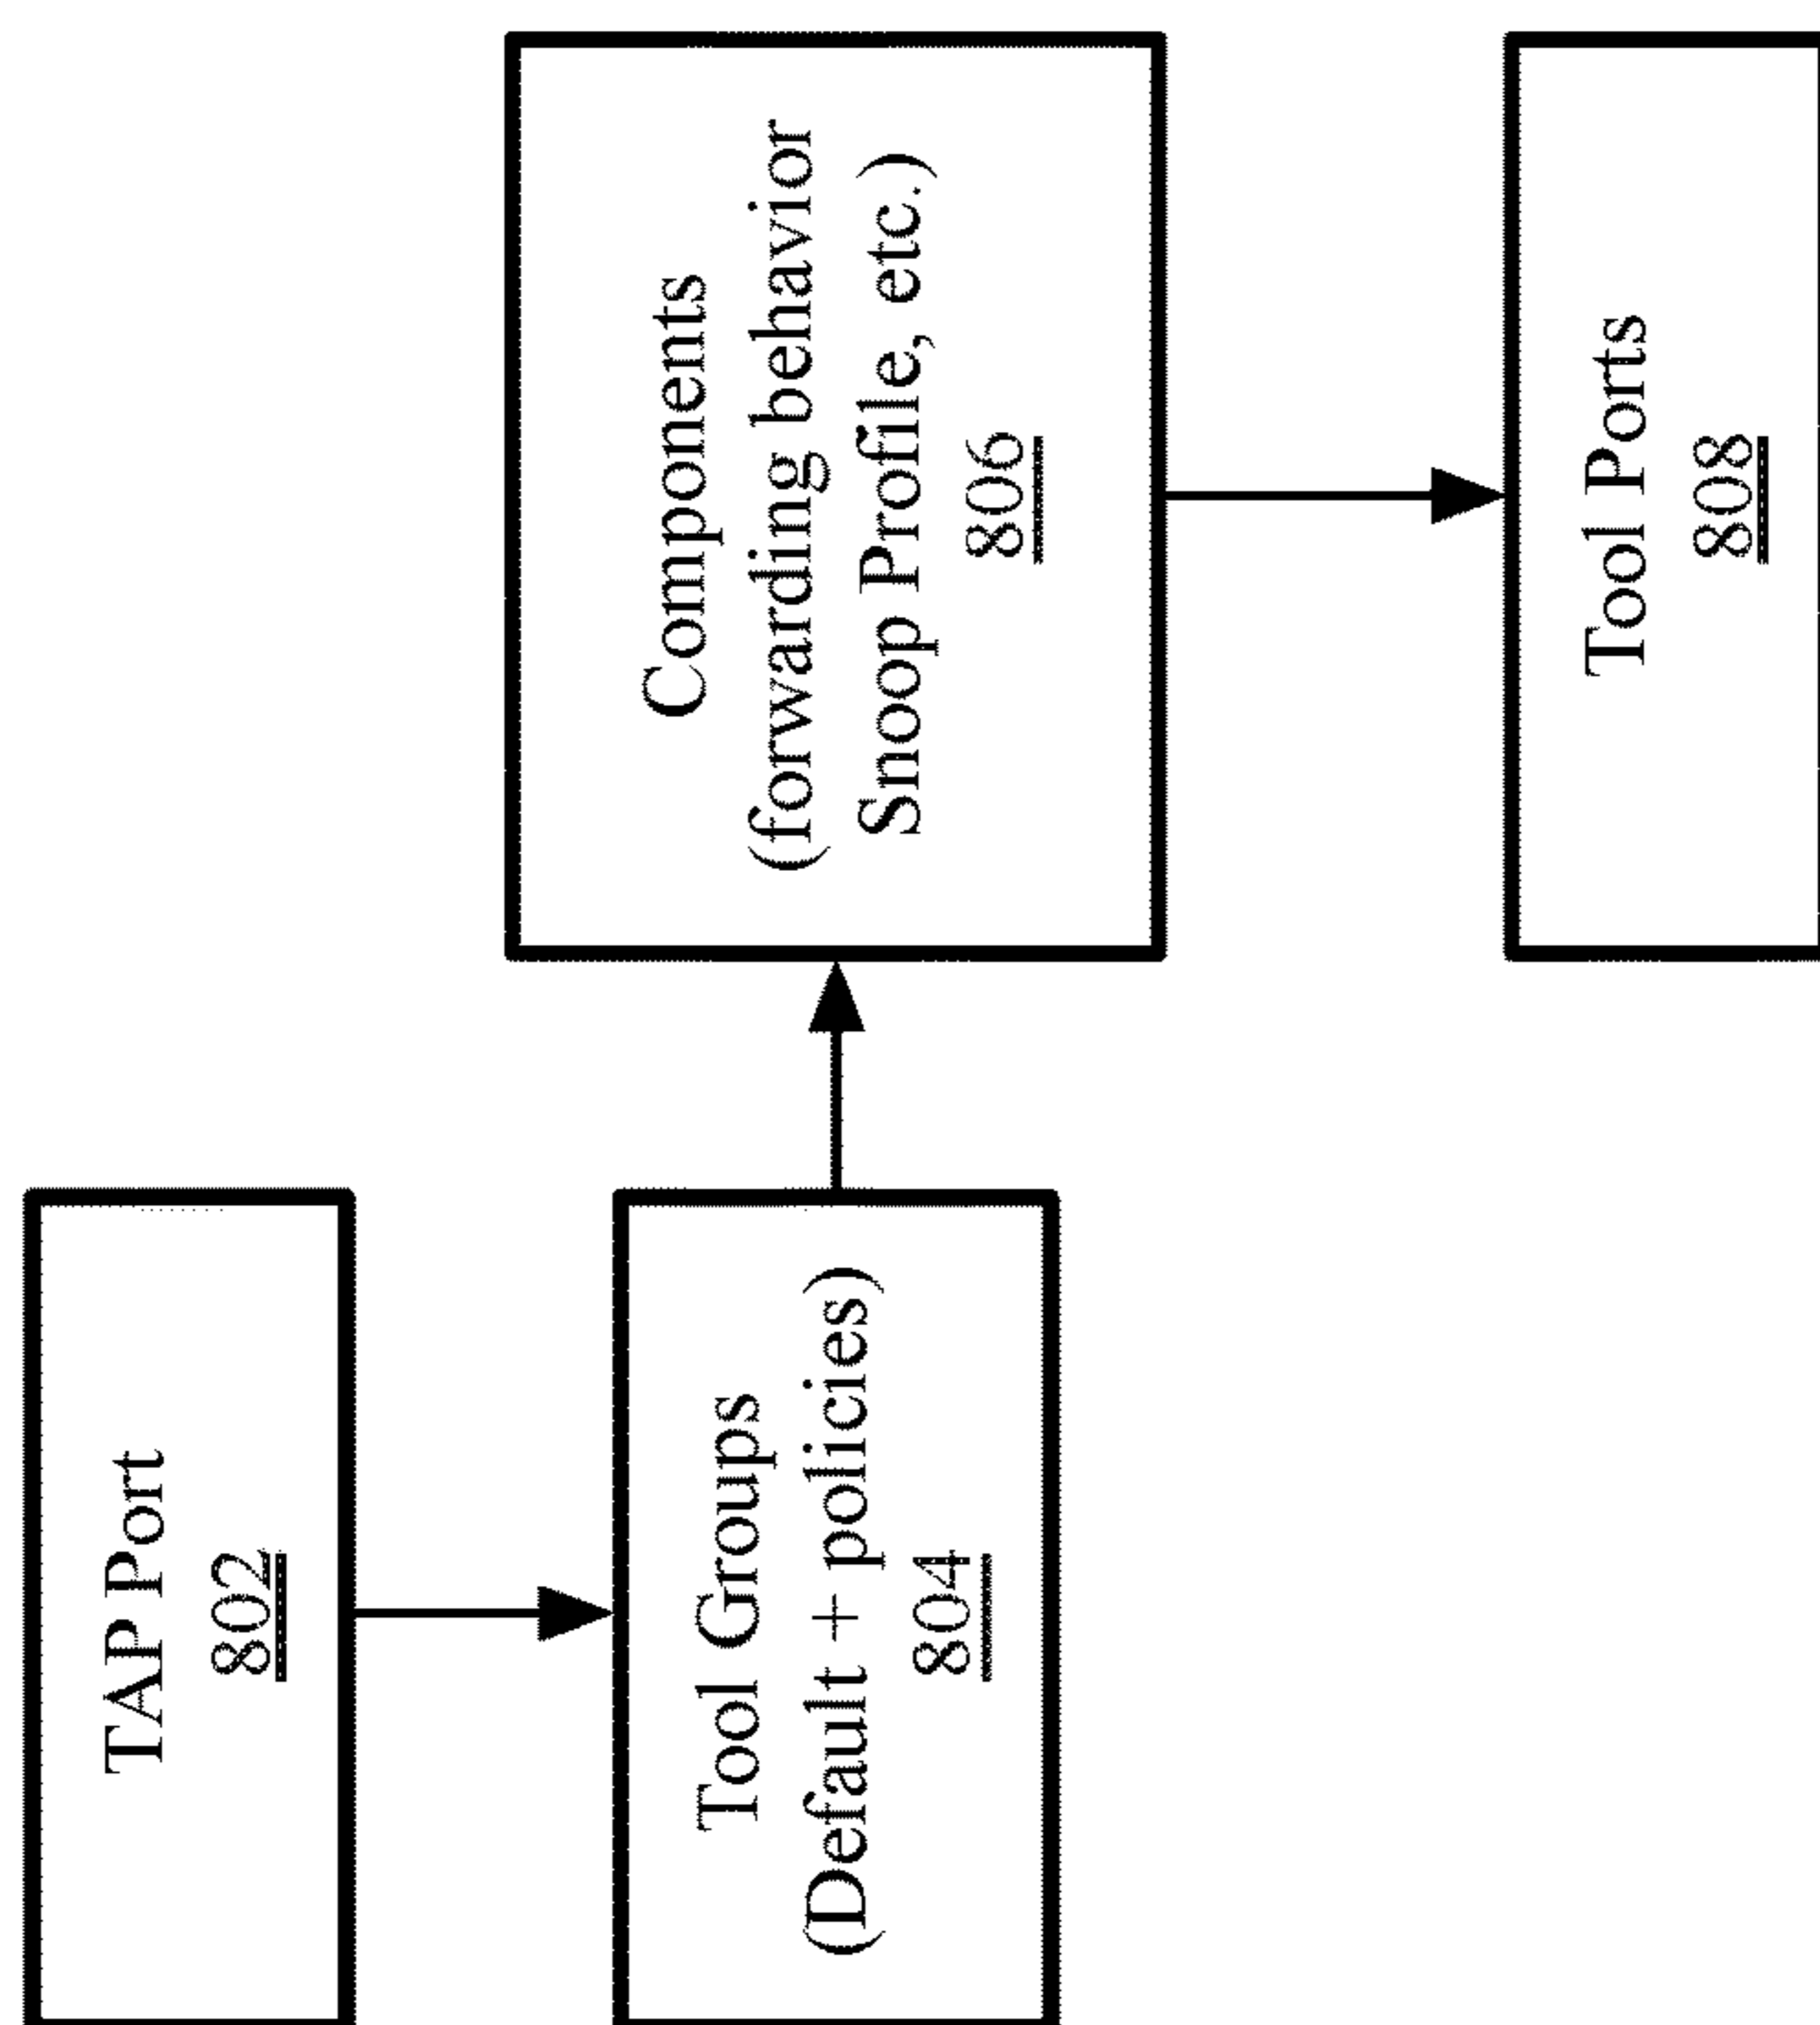 TAP Port
802
Tool Groups
(Default + policies)
804
Components
(forwarding behavior
Snoop Profile, etc.)
806
Tool Ports
808